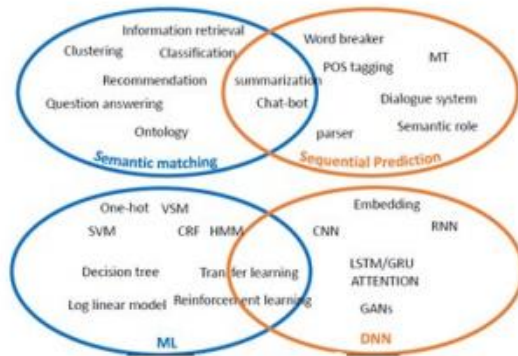 Information retrieval
Word breaker
Clustering
Classification
MT
POS tagging
Recommendation
summarization
Question answering
Chat-bot
Dialogue system
Ontology
parser
Semantic role
Semantic matching
Sequential Prediction
One-hot
VSM
Embedding
SVM
CRF
HMM
CNN
RNN
Decision tree
Transfer learning
LSTM/GRU
ATTENTION
Log linear model
Reinforcement learning
GANs
ML
DNN